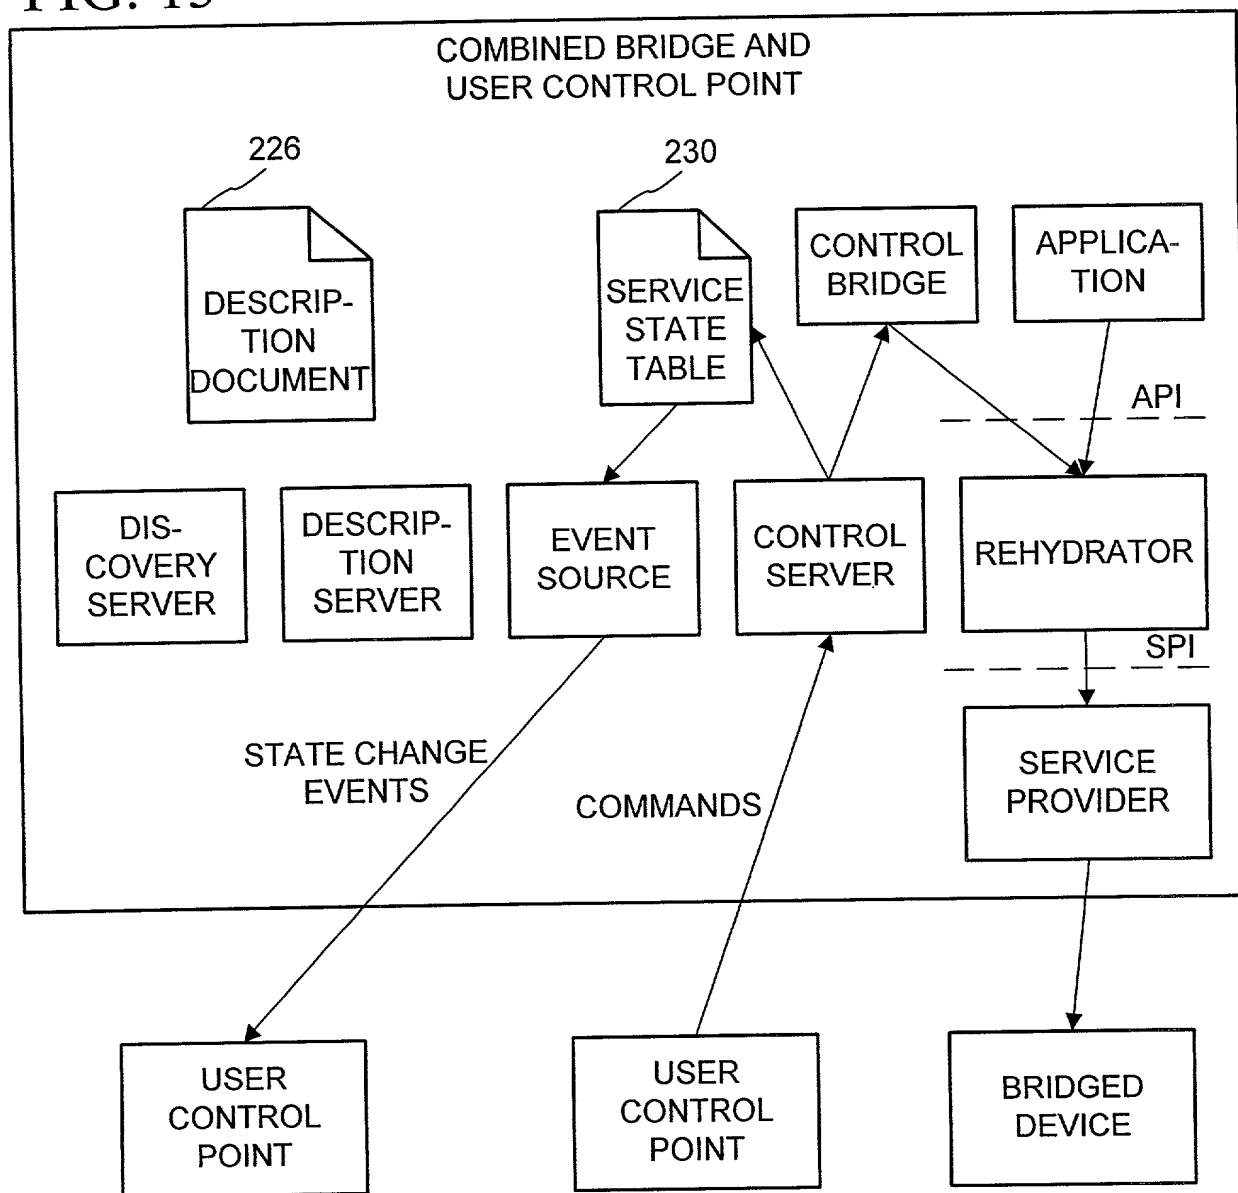 FIG. 15
COMBINED BRIDGE AND
USER CONTROL POINT
226
230
DESCRIP-
TION
DOCUMENT
SERVICE
STATE
TABLE
CONTROL
BRIDGE
APPLICA-
TION
API
DIS-
COVERY
SERVER
DESCRIP-
TION
SERVER
EVENT
SOURCE
CONTROL
SERVER
REHYDRATOR
SPI
STATE CHANGE
EVENTS
COMMANDS
SERVICE
PROVIDER
USER
CONTROL
POINT
USER
CONTROL
POINT
BRIDGED
DEVICE